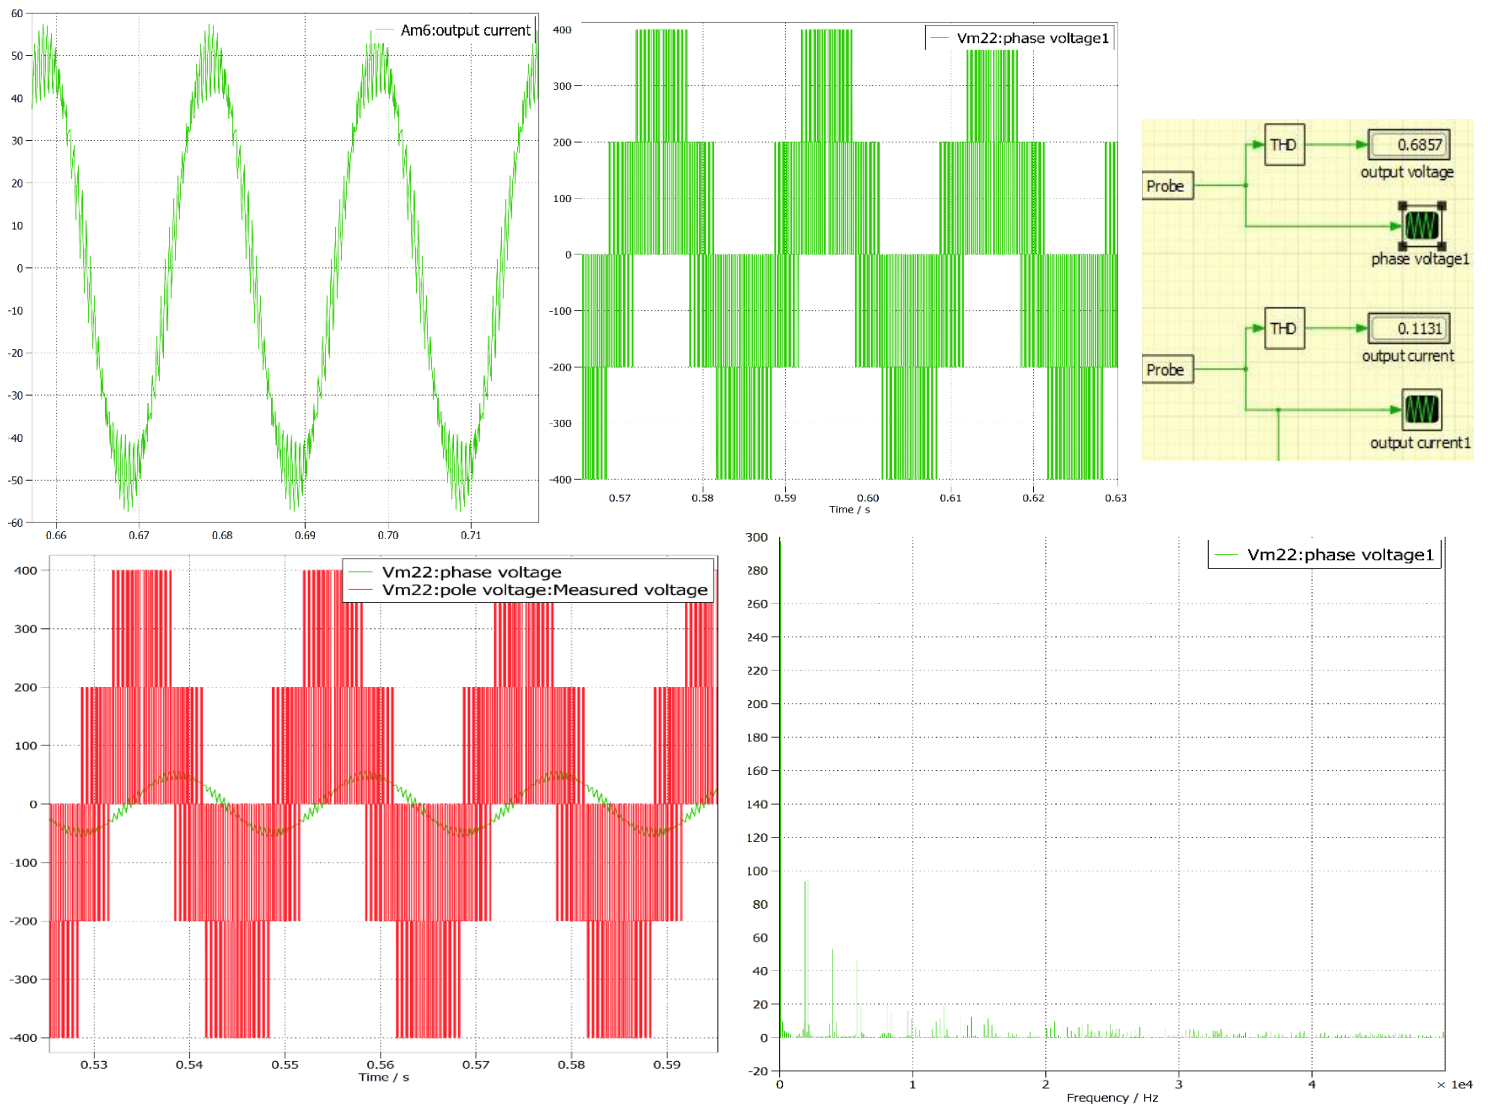 60
50
40
30
20
10
0
-10
-20
-30
-40
-50
-60
Am6:output current
0.66 0.67 0.68 0.69 0.70 0.71
400
300
200
100
0
-100
-200
-300
-400
Vm22:phase voltage1
0.57 0.58 0.59 0.60 0.61 0.62 0.63
Time / s
Probe
THD
0.6857
output voltage
phase voltage1
Probe
THD
0.1131
output current
output current1
400
300
200
100
0
-100
-200
-300
-400
Vm22:phase voltage
Vm22:pole voltage:Measured voltage
0.53 0.54 0.55 0.56 0.57 0.58 0.59
Time / s
300
280
260
240
220
200
180
160
140
120
100
80
60
40
20
0
-20
Vm22:phase voltage1
0 1 2 3 4 × 1e4
Frequency / Hz